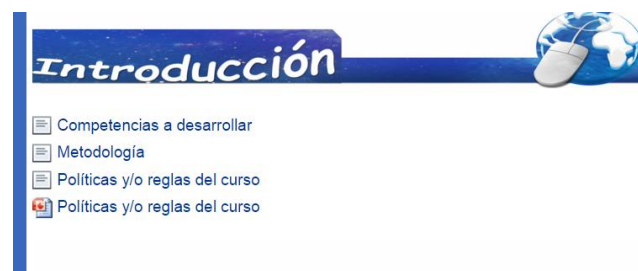 Introducción
Competencias a desarrollar
Metodología
Políticas y/o reglas del curso
Políticas y/o reglas del curso